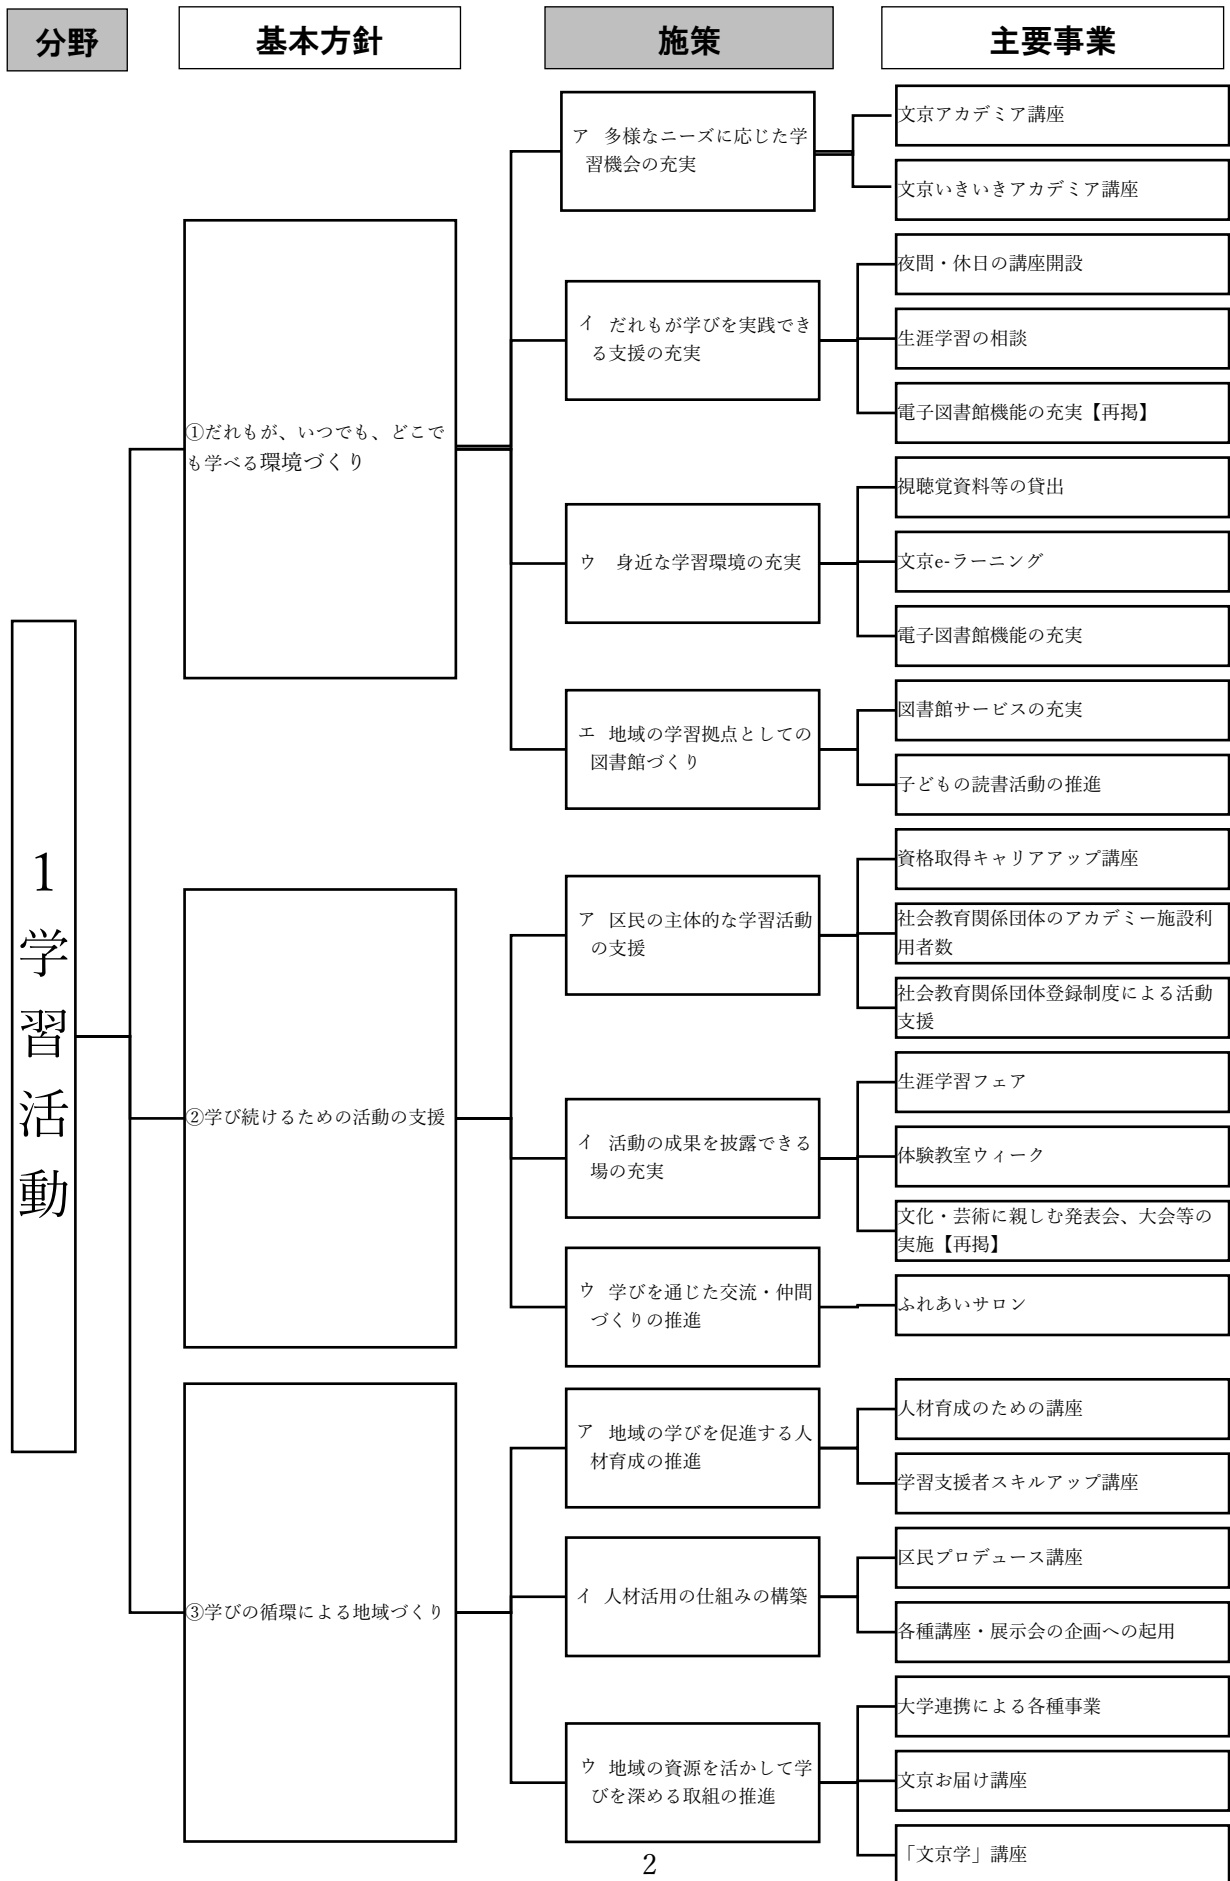 分野
基本方針
施策
主要事業
1
学
習
活
動
①だれもが、いつでも、どこで
も学べる環境づくり
ア 多様なニーズに応じた学
習機会の充実
文京アカデミア講座
文京いきいきアカデミア講座
イ だれもが学びを実践でき
る支援の充実
夜間・休日の講座開設
生涯学習の相談
電子図書館機能の充実【再掲】
ウ 身近な学習環境の充実
視聴覚資料等の貸出
文京e-ラーニング
電子図書館機能の充実
エ 地域の学習拠点としての
図書館づくり
図書館サービスの充実
子どもの読書活動の推進
②学び続けるための活動の支援
ア 区民の主体的な学習活動
の支援
資格取得キャリアアップ講座
社会教育関係団体のアカデミー施設利
用者数
社会教育関係団体登録制度による活動
支援
イ 活動の成果を披露できる
場の充実
生涯学習フェア
体験教室ウィーク
文化・芸術に親しむ発表会、大会等の
実施【再掲】
ウ 学びを通じた交流・仲間
づくりの推進
ふれあいサロン
③学びの循環による地域づくり
ア 地域の学びを促進する人
材育成の推進
人材育成のための講座
学習支援者スキルアップ講座
イ 人材活用の仕組みの構築
区民プロデュース講座
各種講座・展示会の企画への起用
ウ 地域の資源を活かして学
びを深める取組の推進
大学連携による各種事業
文京お届け講座
「文京学」講座
2